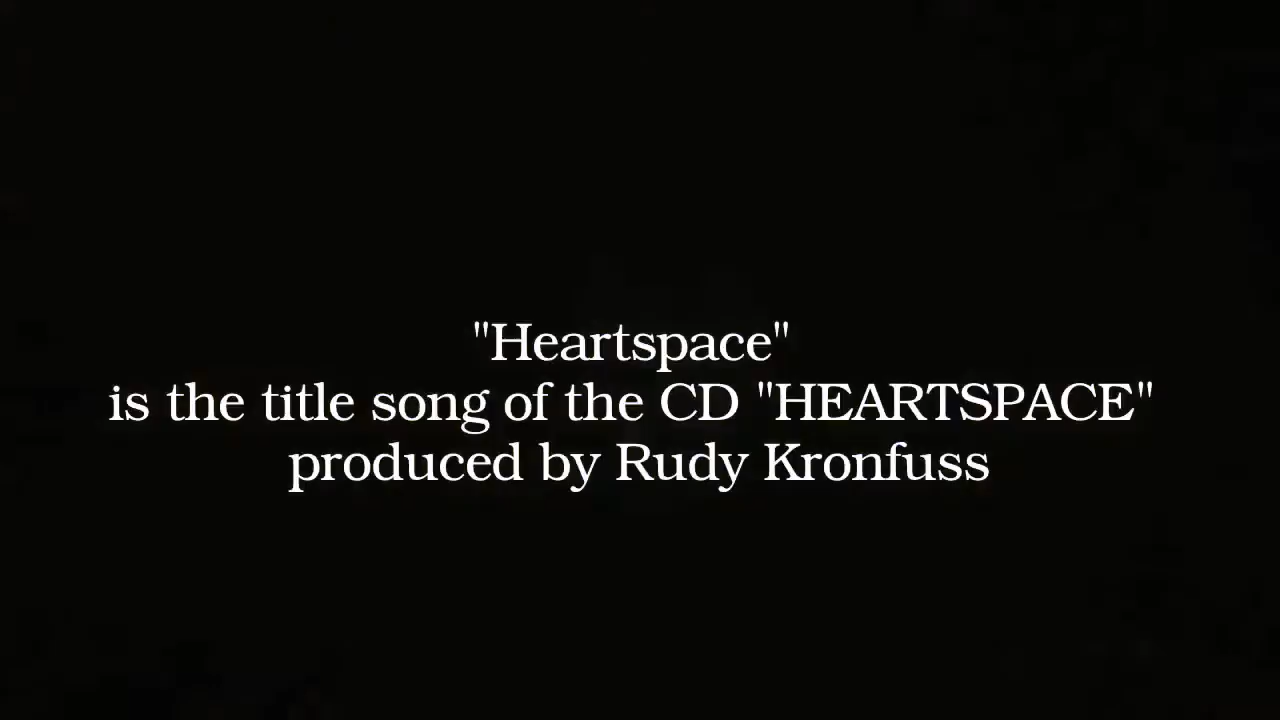 "Heartspace"
is the title song of the CD "HEARTSPACE"
produced by Rudy Kronfuss